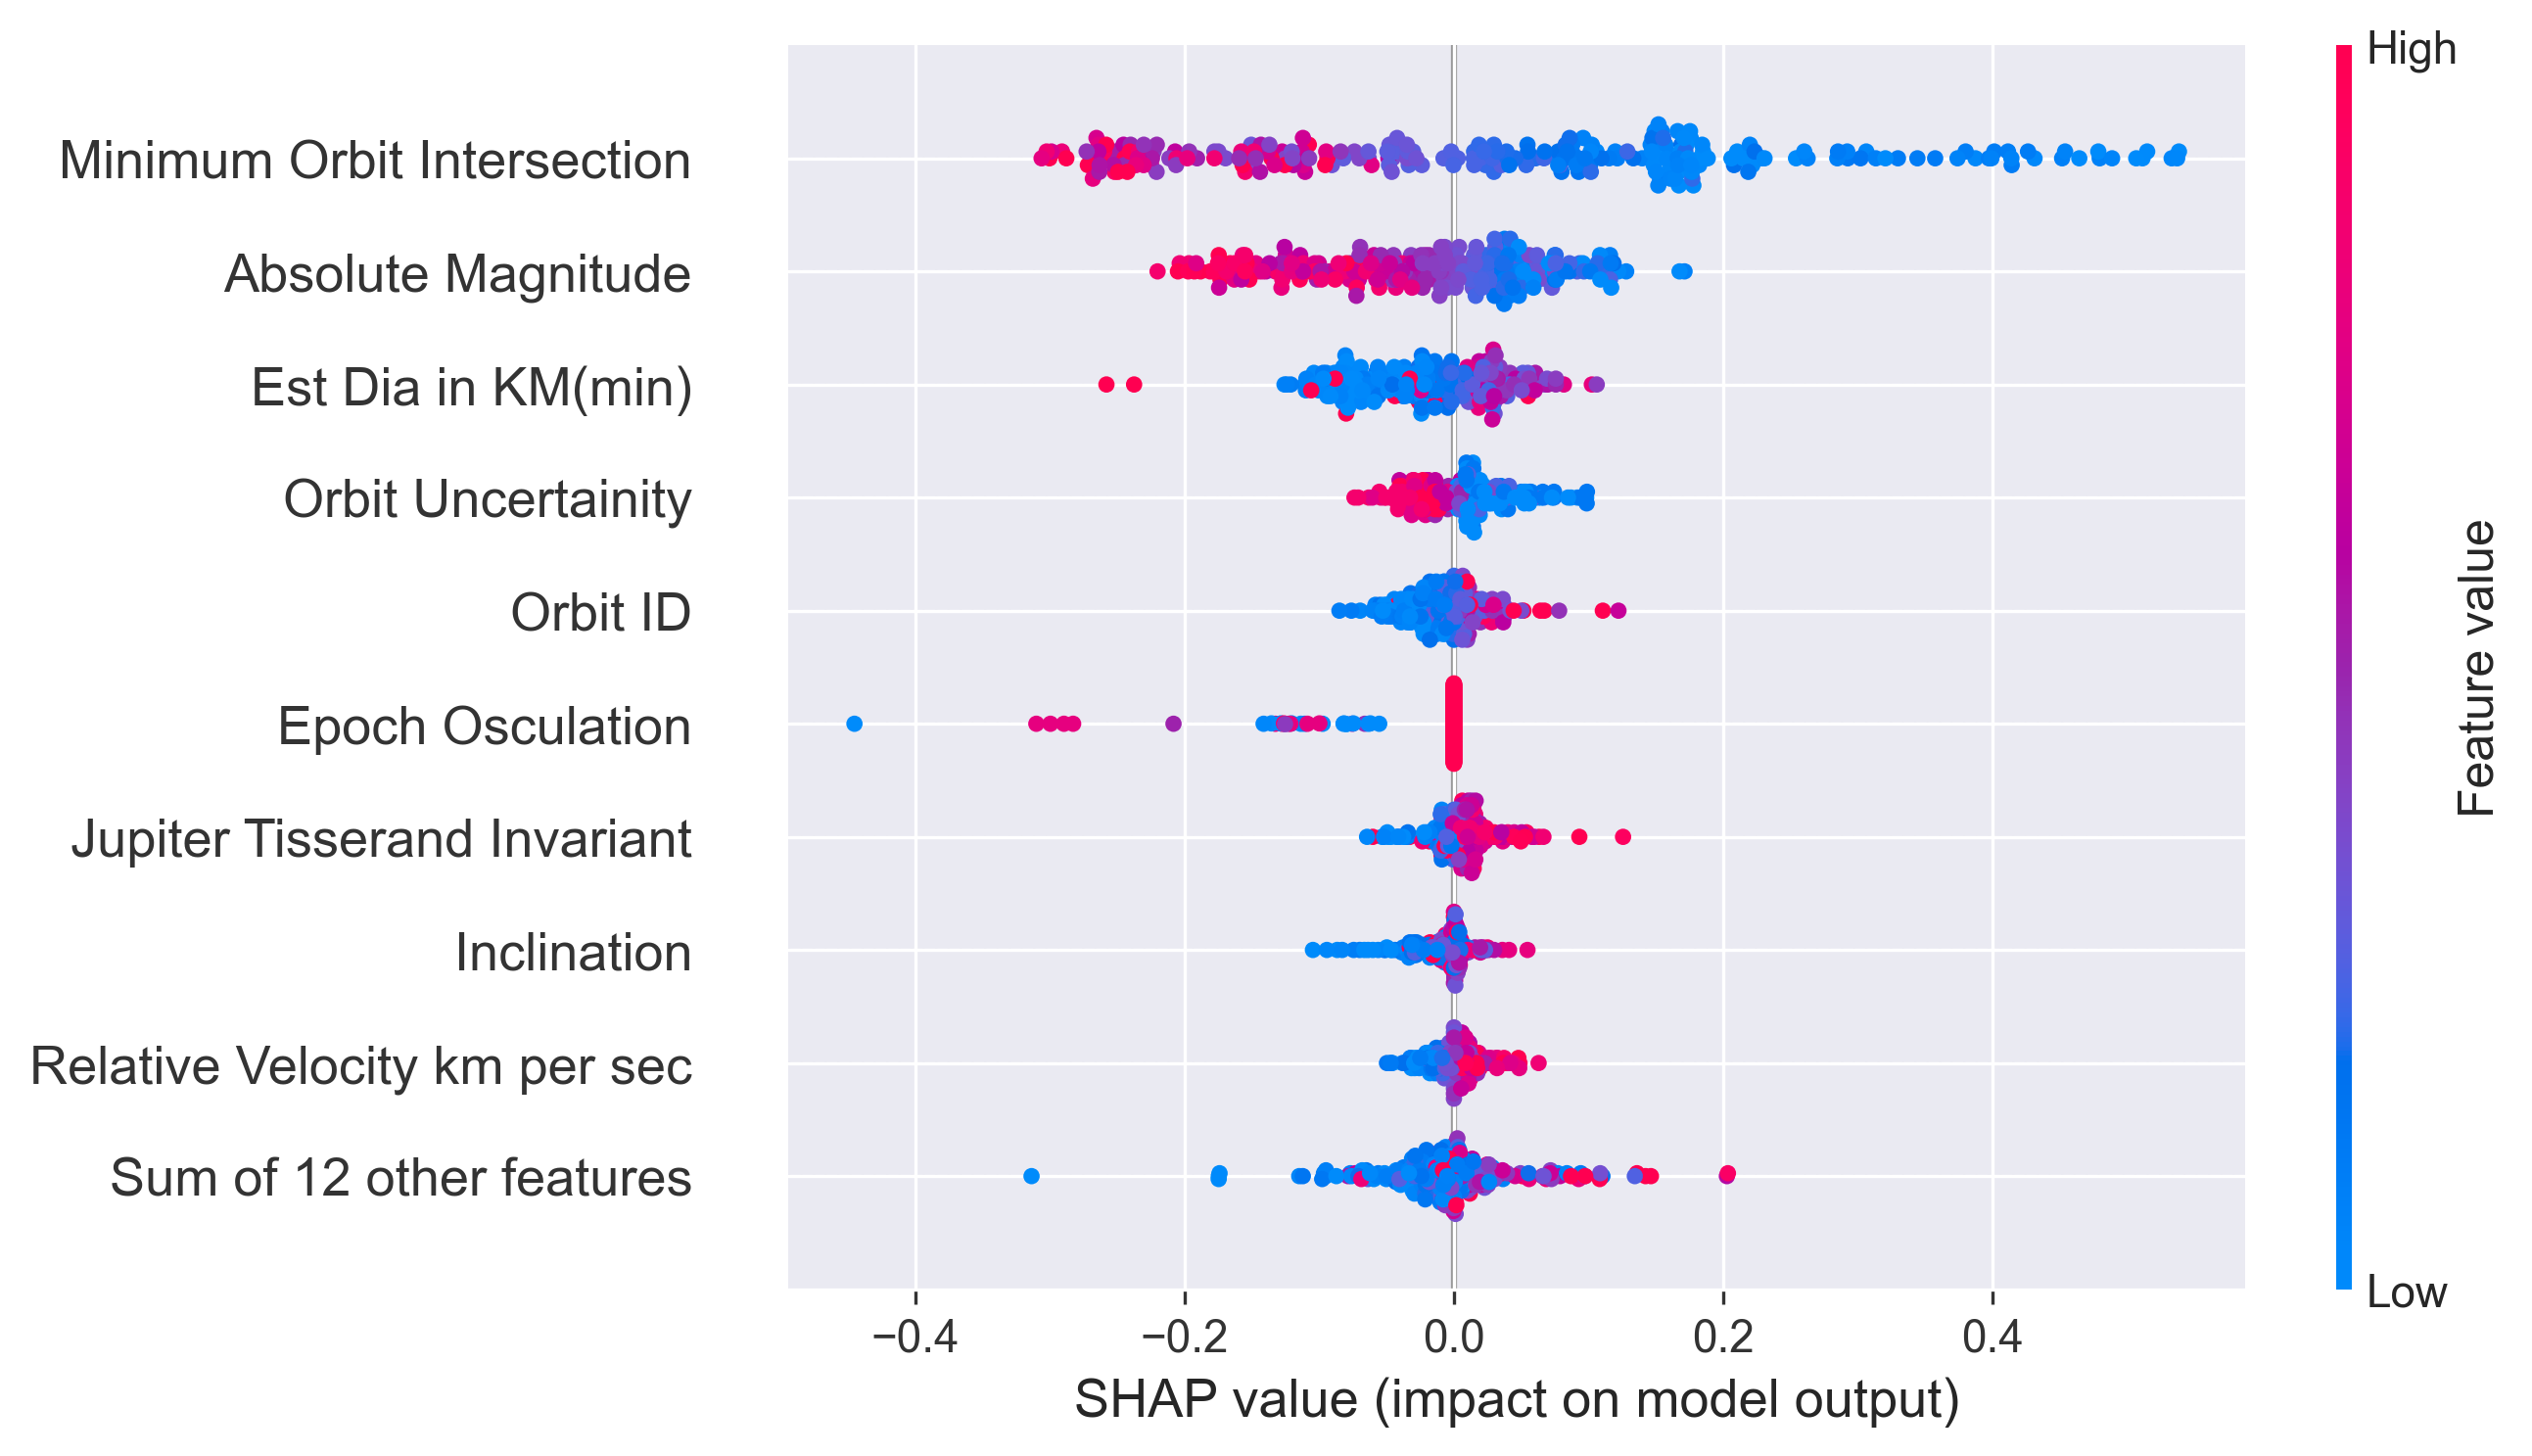 High
Minimum Orbit Intersection
Absolute Magnitude
Est Dia in KM(min)
Orbit Uncertainity
Orbit ID
Epoch Osculation
Jupiter Tisserand Invariant
Inclination
Relative Velocity km per sec
Sum of 12 other features
Feature value
Low
−0.4 −0.2 0.0 0.2 0.4
SHAP value (impact on model output)